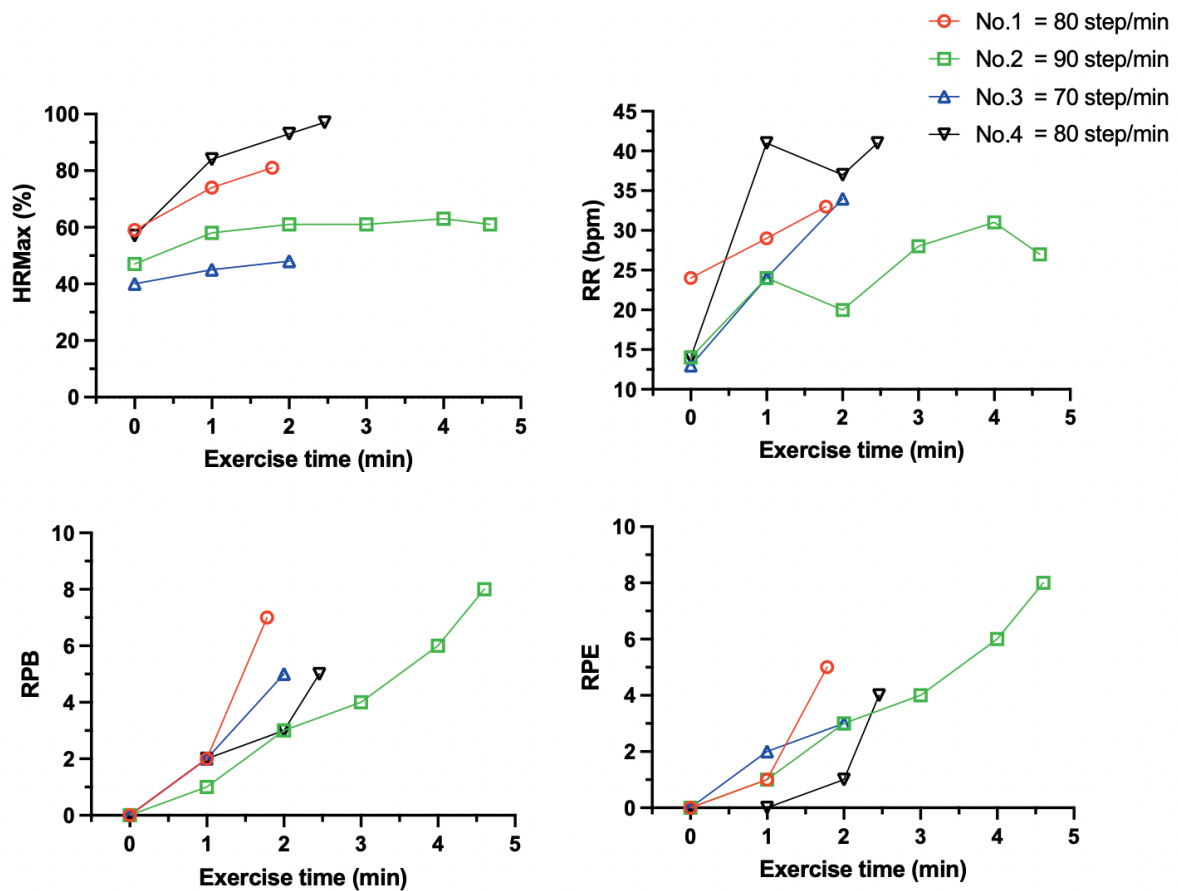 No.1 = 80 step/min
No.2 = 90 step/min
No.3 = 70 step/min
No.4 = 80 step/min
HRMax (%)
100
80
60
40
20
0
0 1 2 3 4 5
Exercise time (min)
RR (bpm)
45
40
35
30
25
20
15
10
0 1 2 3 4 5
Exercise time (min)
RPB
10
8
6
4
2
0
0 1 2 3 4 5
Exercise time (min)
RPE
10
8
6
4
2
0
0 1 2 3 4 5
Exercise time (min)